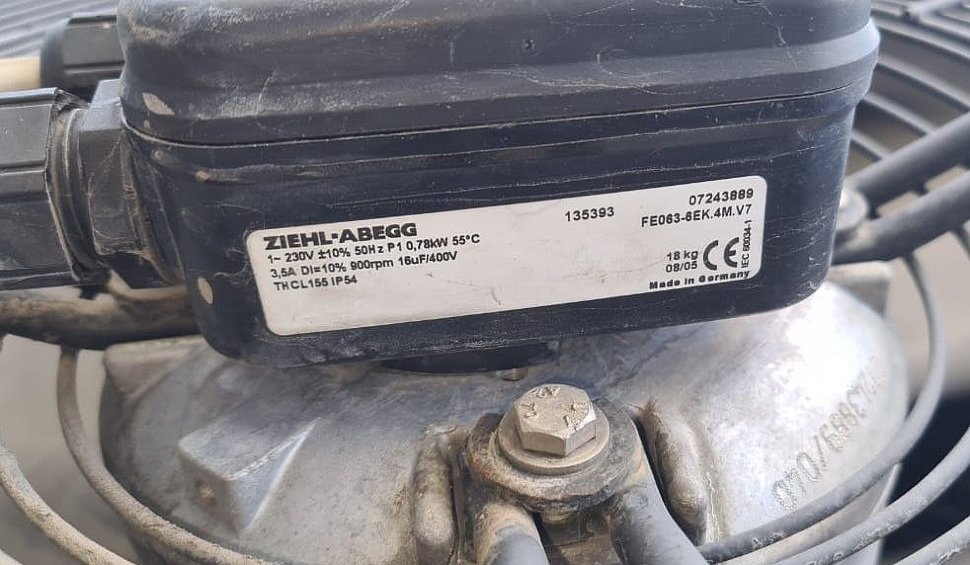 ZIEHL-ABEGG
135393
07243889
FE063-6EK.4M.V7
1~ 230V ±10% 50Hz P1 0,78kW 55°C
3,5A DI=10% 900rpm 16uF/400V
THCL155 IP54
18 kg
08/05
CE
IEC 60034-1
Made in Germany